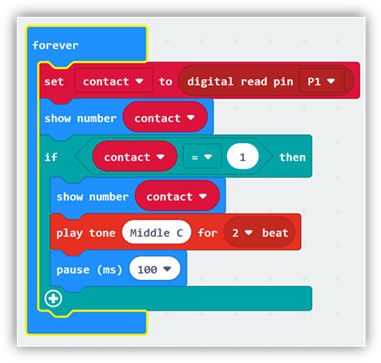 forever
set contact to digital read pin P1
show number contact
if contact = 1 then
show number contact
play tone Middle C for 2 beat
pause (ms) 100